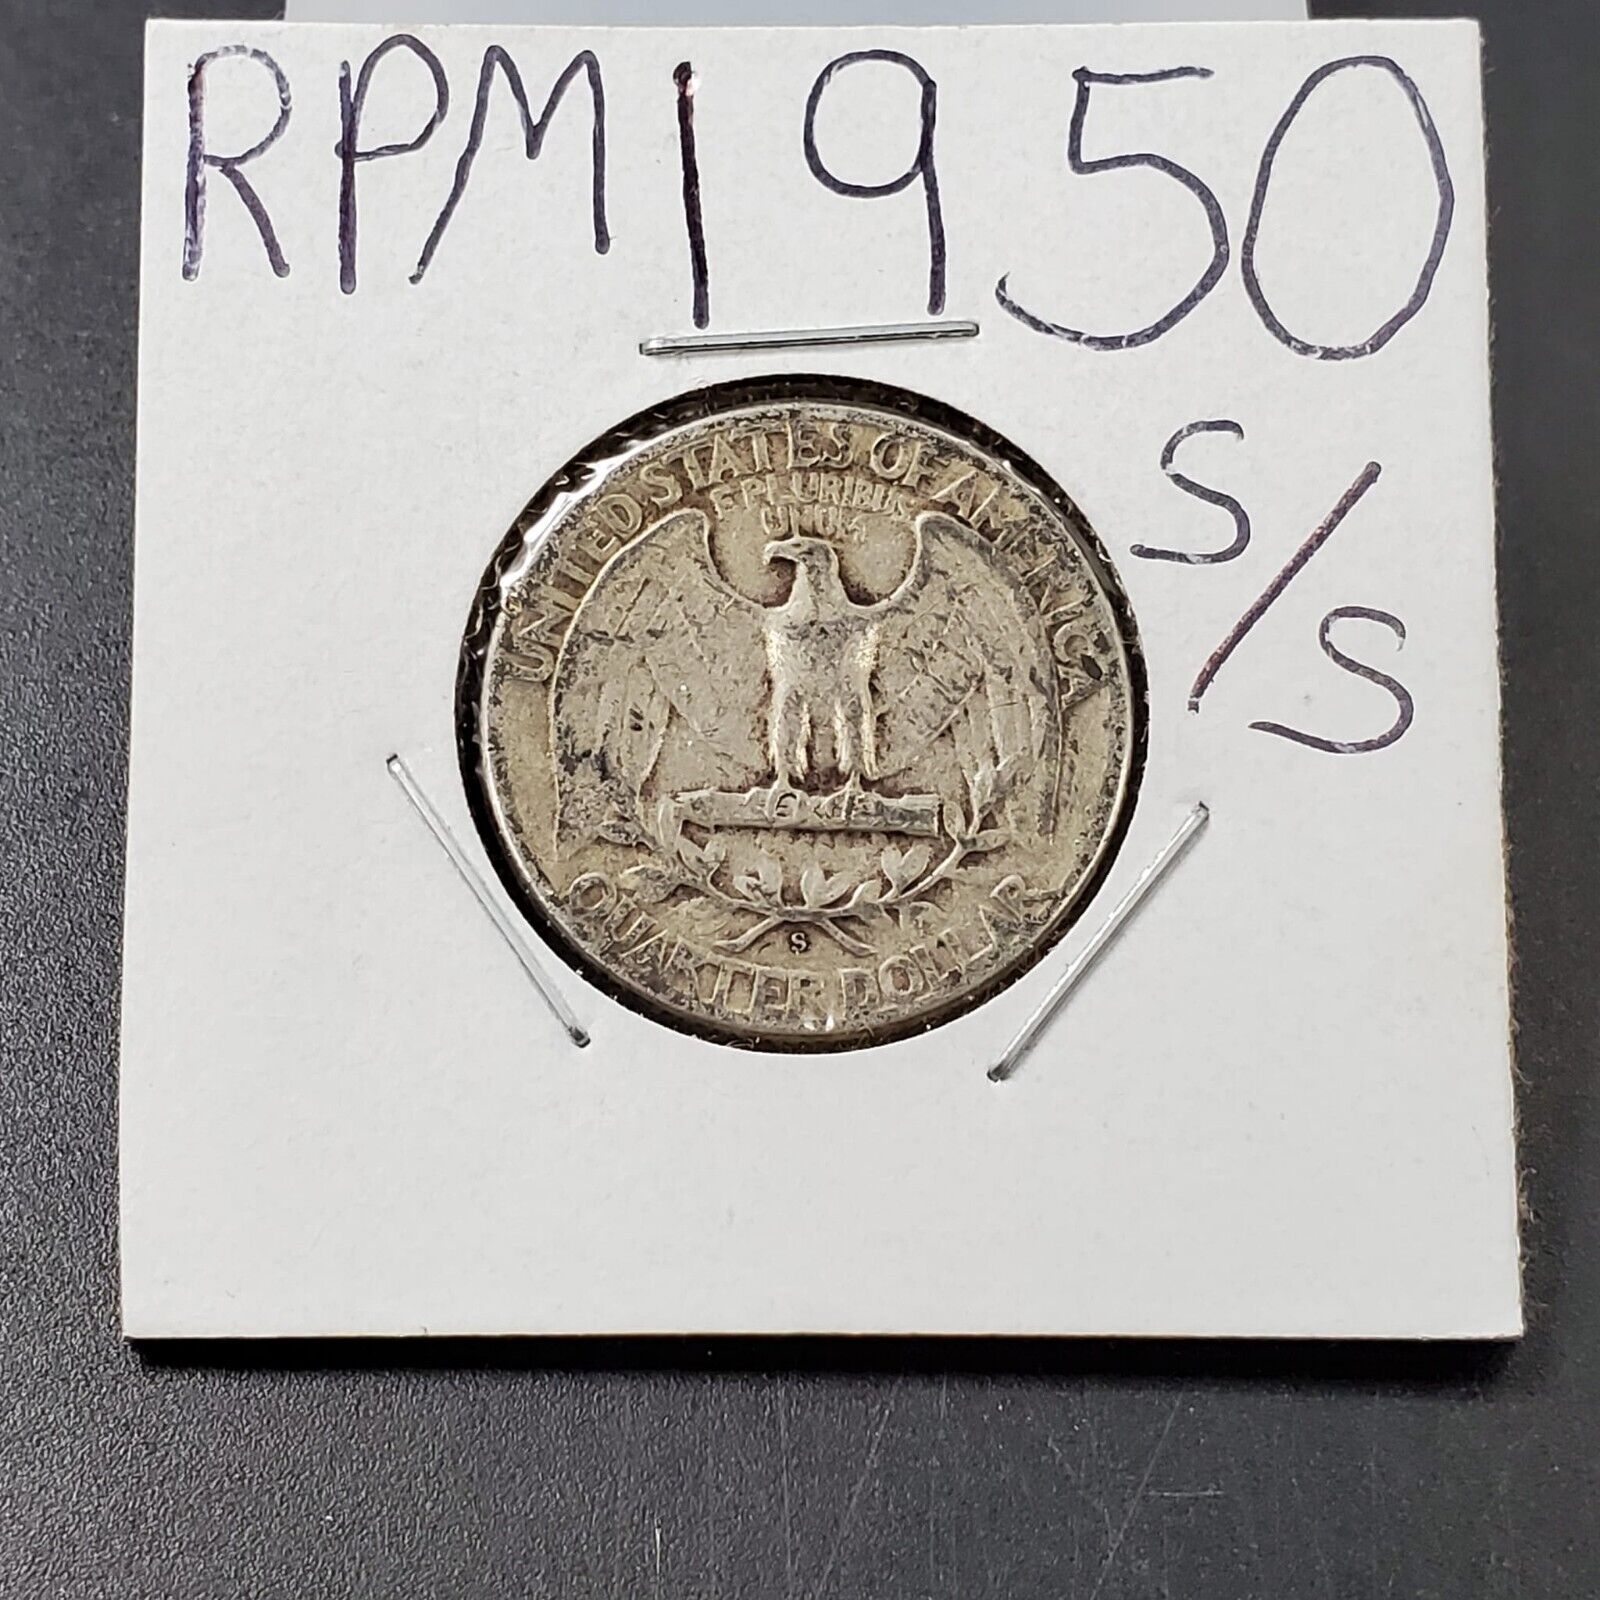 RPM 1950
S/S
UNITED STATES OF AMERICA
E PLURIBUS
UNUM
QUARTER DOLLAR
S